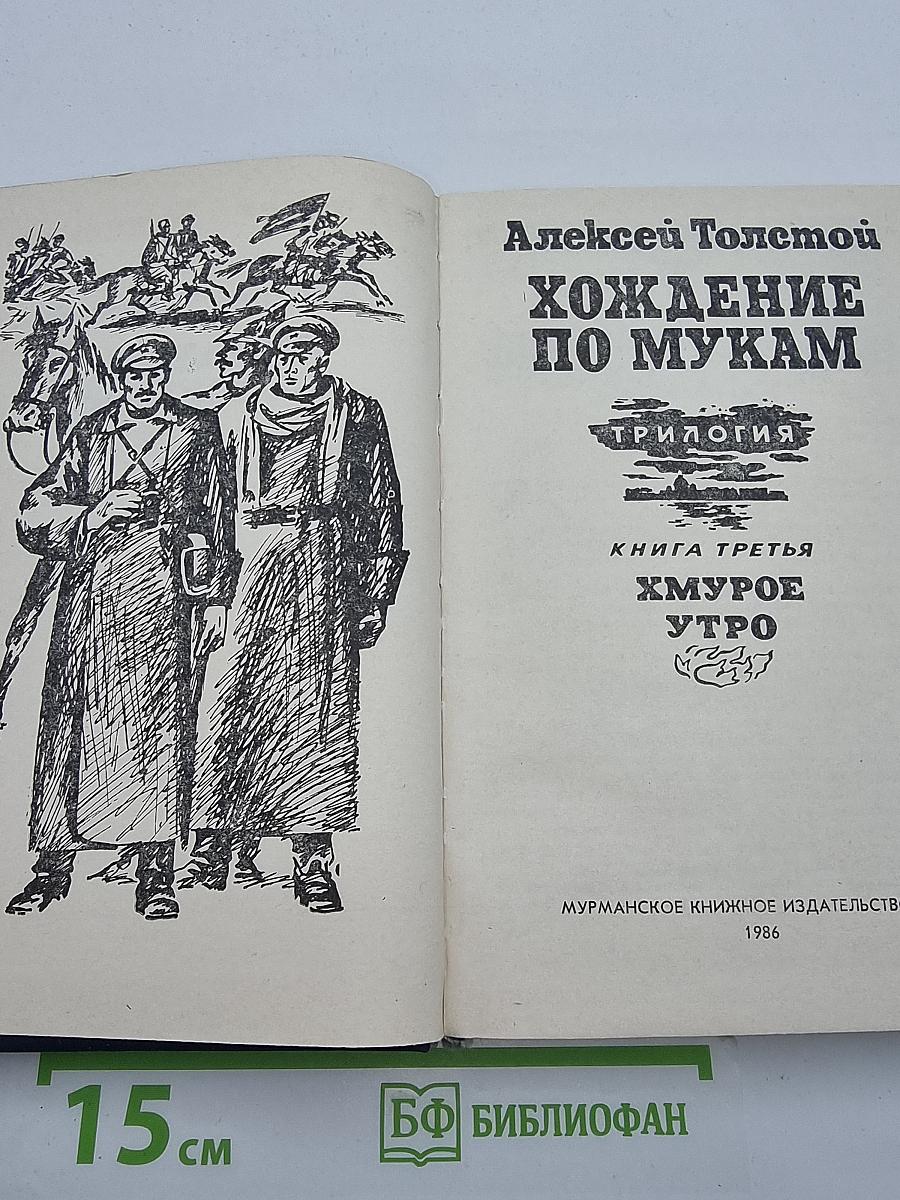 Алексей Толстой
ХОЖДЕНИЕ
ПО МУКАМ
ТРИЛОГИЯ
КНИГА ТРЕТЬЯ
ХМУРОЕ
УТРО
МУРМАНСКОЕ КНИЖНОЕ ИЗДАТЕЛЬСТВО
1986
15 СМ
БФ БИБЛИОФАН